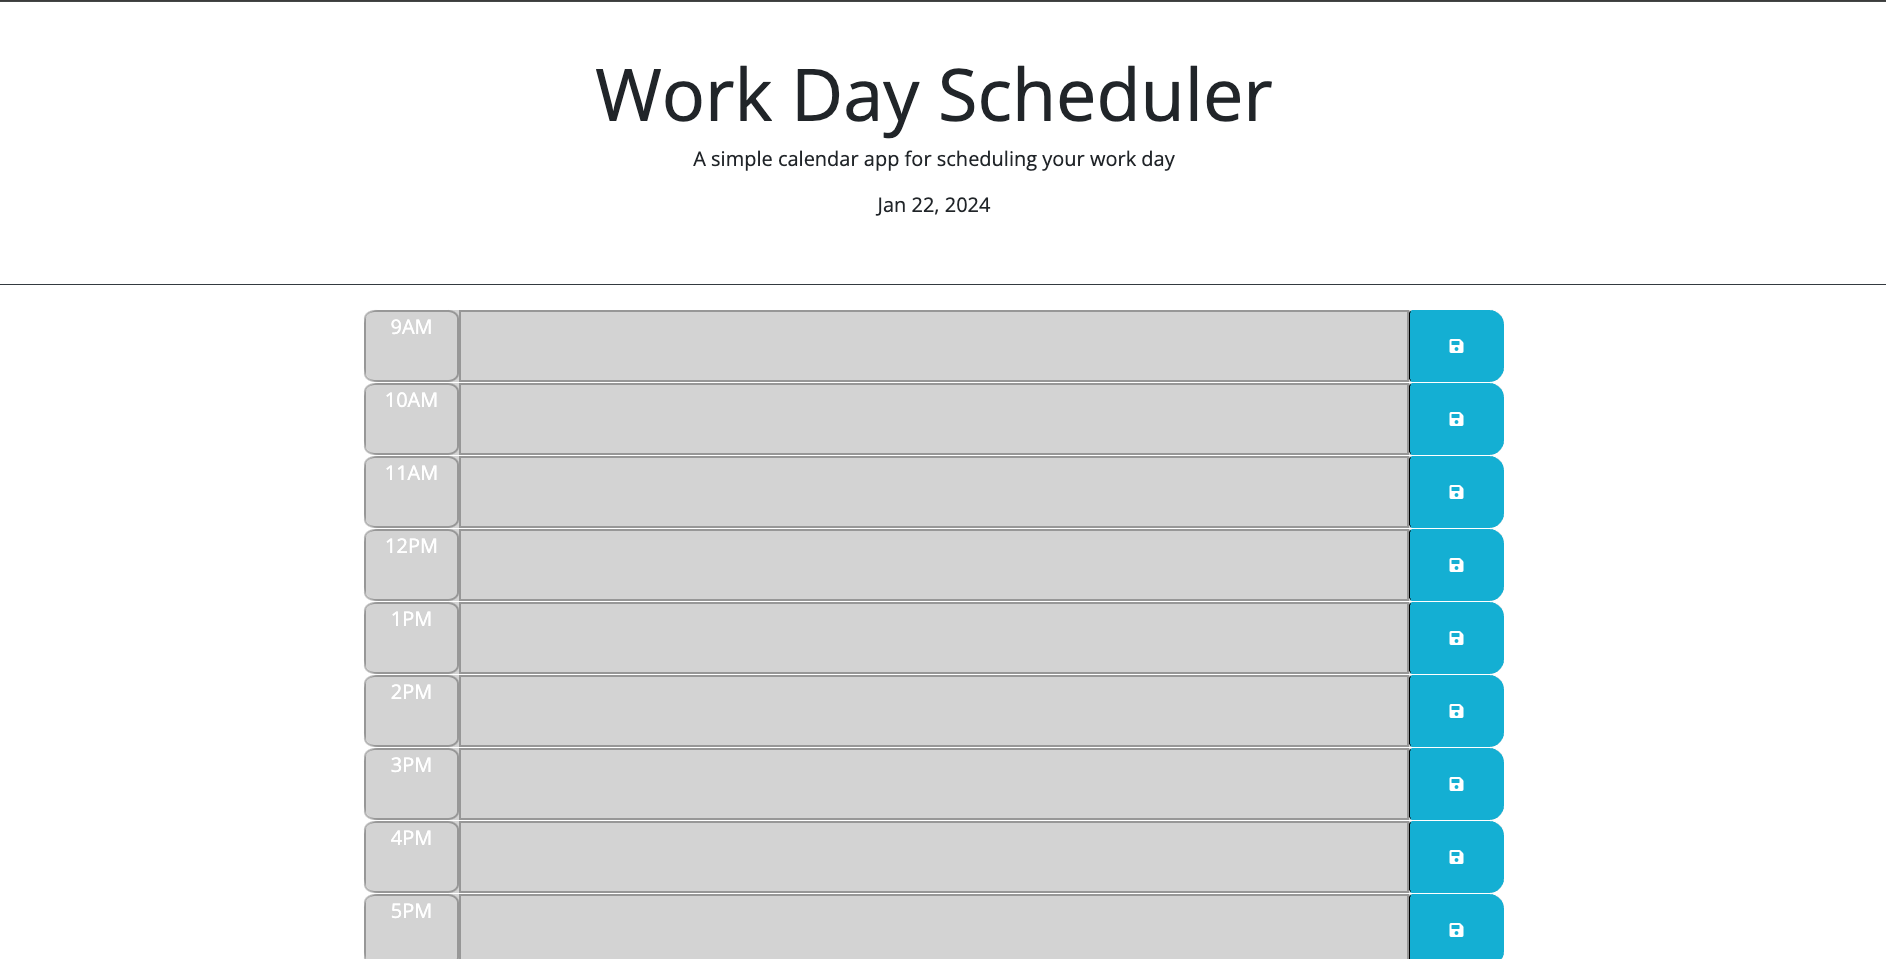 Work Day Scheduler
A simple calendar app for scheduling your work day
Jan 22, 2024
9AM
10AM
11AM
12PM
1PM
2PM
3PM
4PM
5PM